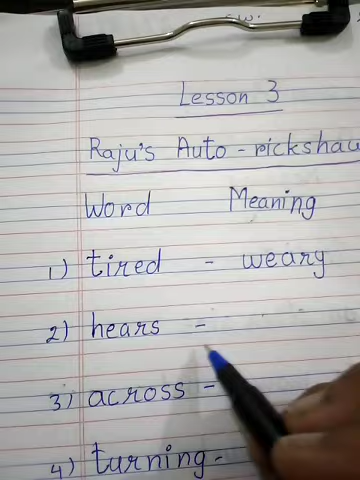 Lesson 3
Raju's Auto-rickshaw
Word Meaning
1) tired - weary
2) hears -
3) across -
4) turning -